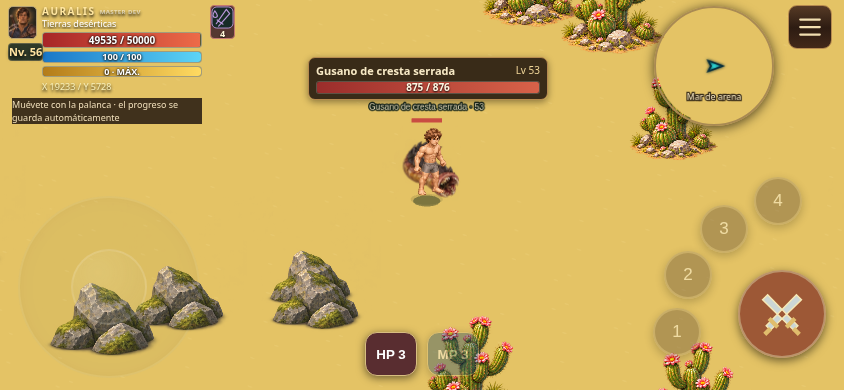 AURALIS MASTER DEV
Tierras desérticas
49535 / 50000
Nv. 56
100 / 100
0 - MAX.
X 19233 / Y 5728
Muévete con la palanca · el progreso se
guarda automáticamente
4
Gusano de cresta serrada Lv 53
875 / 876
Gusano de cresta serrada · 53
Mar de arena
4
3
2
1
HP 3
MP 3